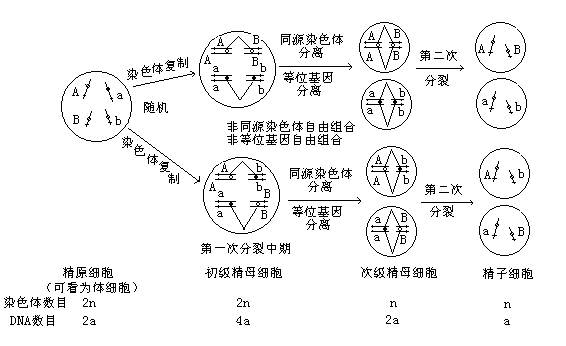 同源染色体
分离
等位基因
分离
第二次
分裂
染色体复制
随机
A a
B b
A B
A B
a b
a b
A B
A B
a b
a b
A B
a b
非同源染色体自由组合
非等位基因自由组合
染色体复制
同源染色体
分离
等位基因
分离
第二次
分裂
A b
A b
a B
a B
A b
A b
a B
a B
A b
a B
第一次分裂中期
精原细胞
(可看为体细胞)
初级精母细胞
次级精母细胞
精子细胞
染色体数目 2n 2n n n
DNA数目 2a 4a 2a a